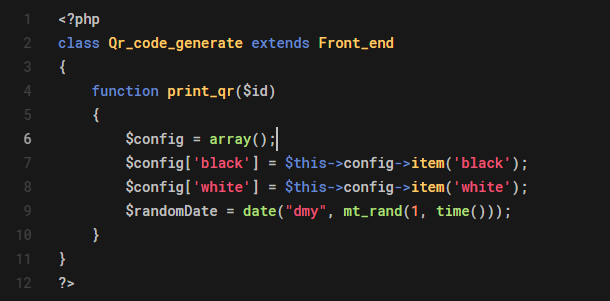 1 <?php
2 class Qr_code_generate extends Front_end
3 {
4     function print_qr($id)
5     {
6         $config = array();
7         $config['black'] = $this->config->item('black');
8         $config['white'] = $this->config->item('white');
9         $randomDate = date("dmy", mt_rand(1, time()));
10     }
11 }
12 ?>